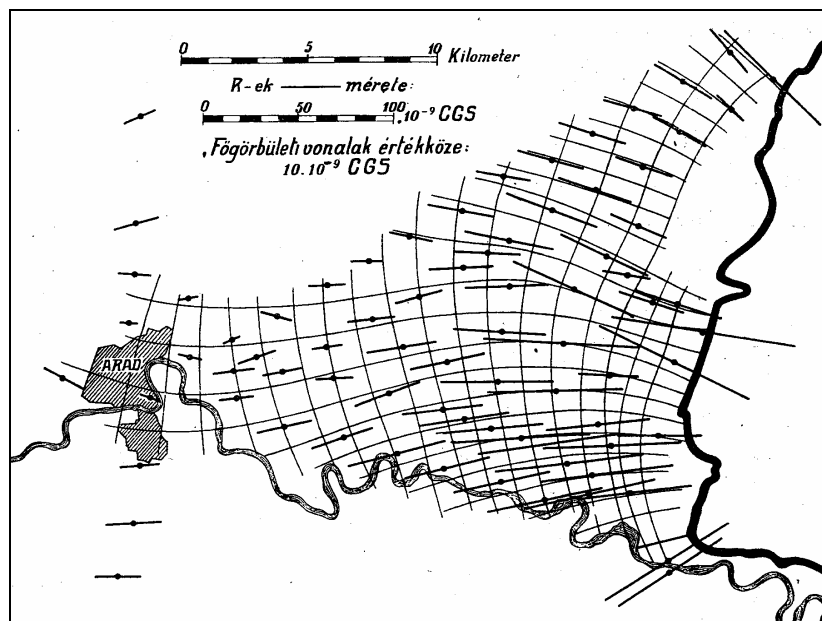 0 5 10 Kilometer
R-ek — mérete:
0 50 100 .10⁻⁹ CGS
Főgörbületi vonalak értékköze:
10.10⁻⁹ CGS
ARAD